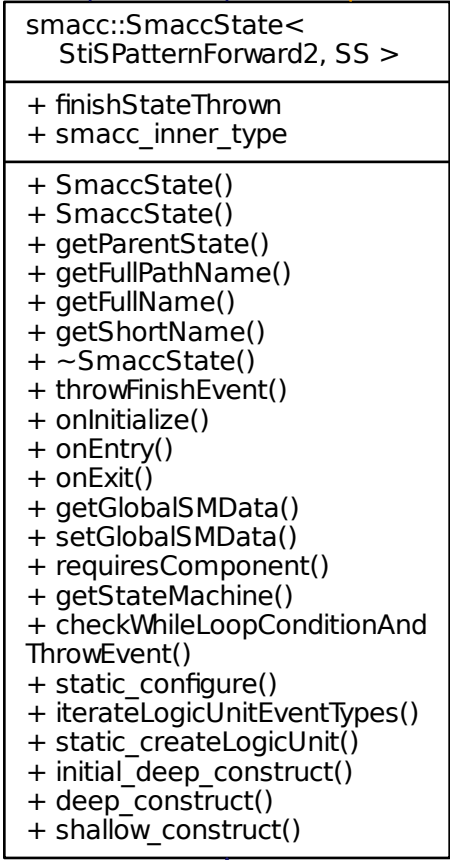 smacc::SmaccState<
StiSPatternForward2, SS >
+ finishStateThrown
+ smacc_inner_type
+ SmaccState()
+ SmaccState()
+ getParentState()
+ getFullPathName()
+ getFullName()
+ getShortName()
+ ~SmaccState()
+ throwFinishEvent()
+ onInitialize()
+ onEntry()
+ onExit()
+ getGlobalSMData()
+ setGlobalSMData()
+ requiresComponent()
+ getStateMachine()
+ checkWhileLoopConditionAnd
ThrowEvent()
+ static_configure()
+ iterateLogicUnitEventTypes()
+ static_createLogicUnit()
+ initial_deep_construct()
+ deep_construct()
+ shallow_construct()